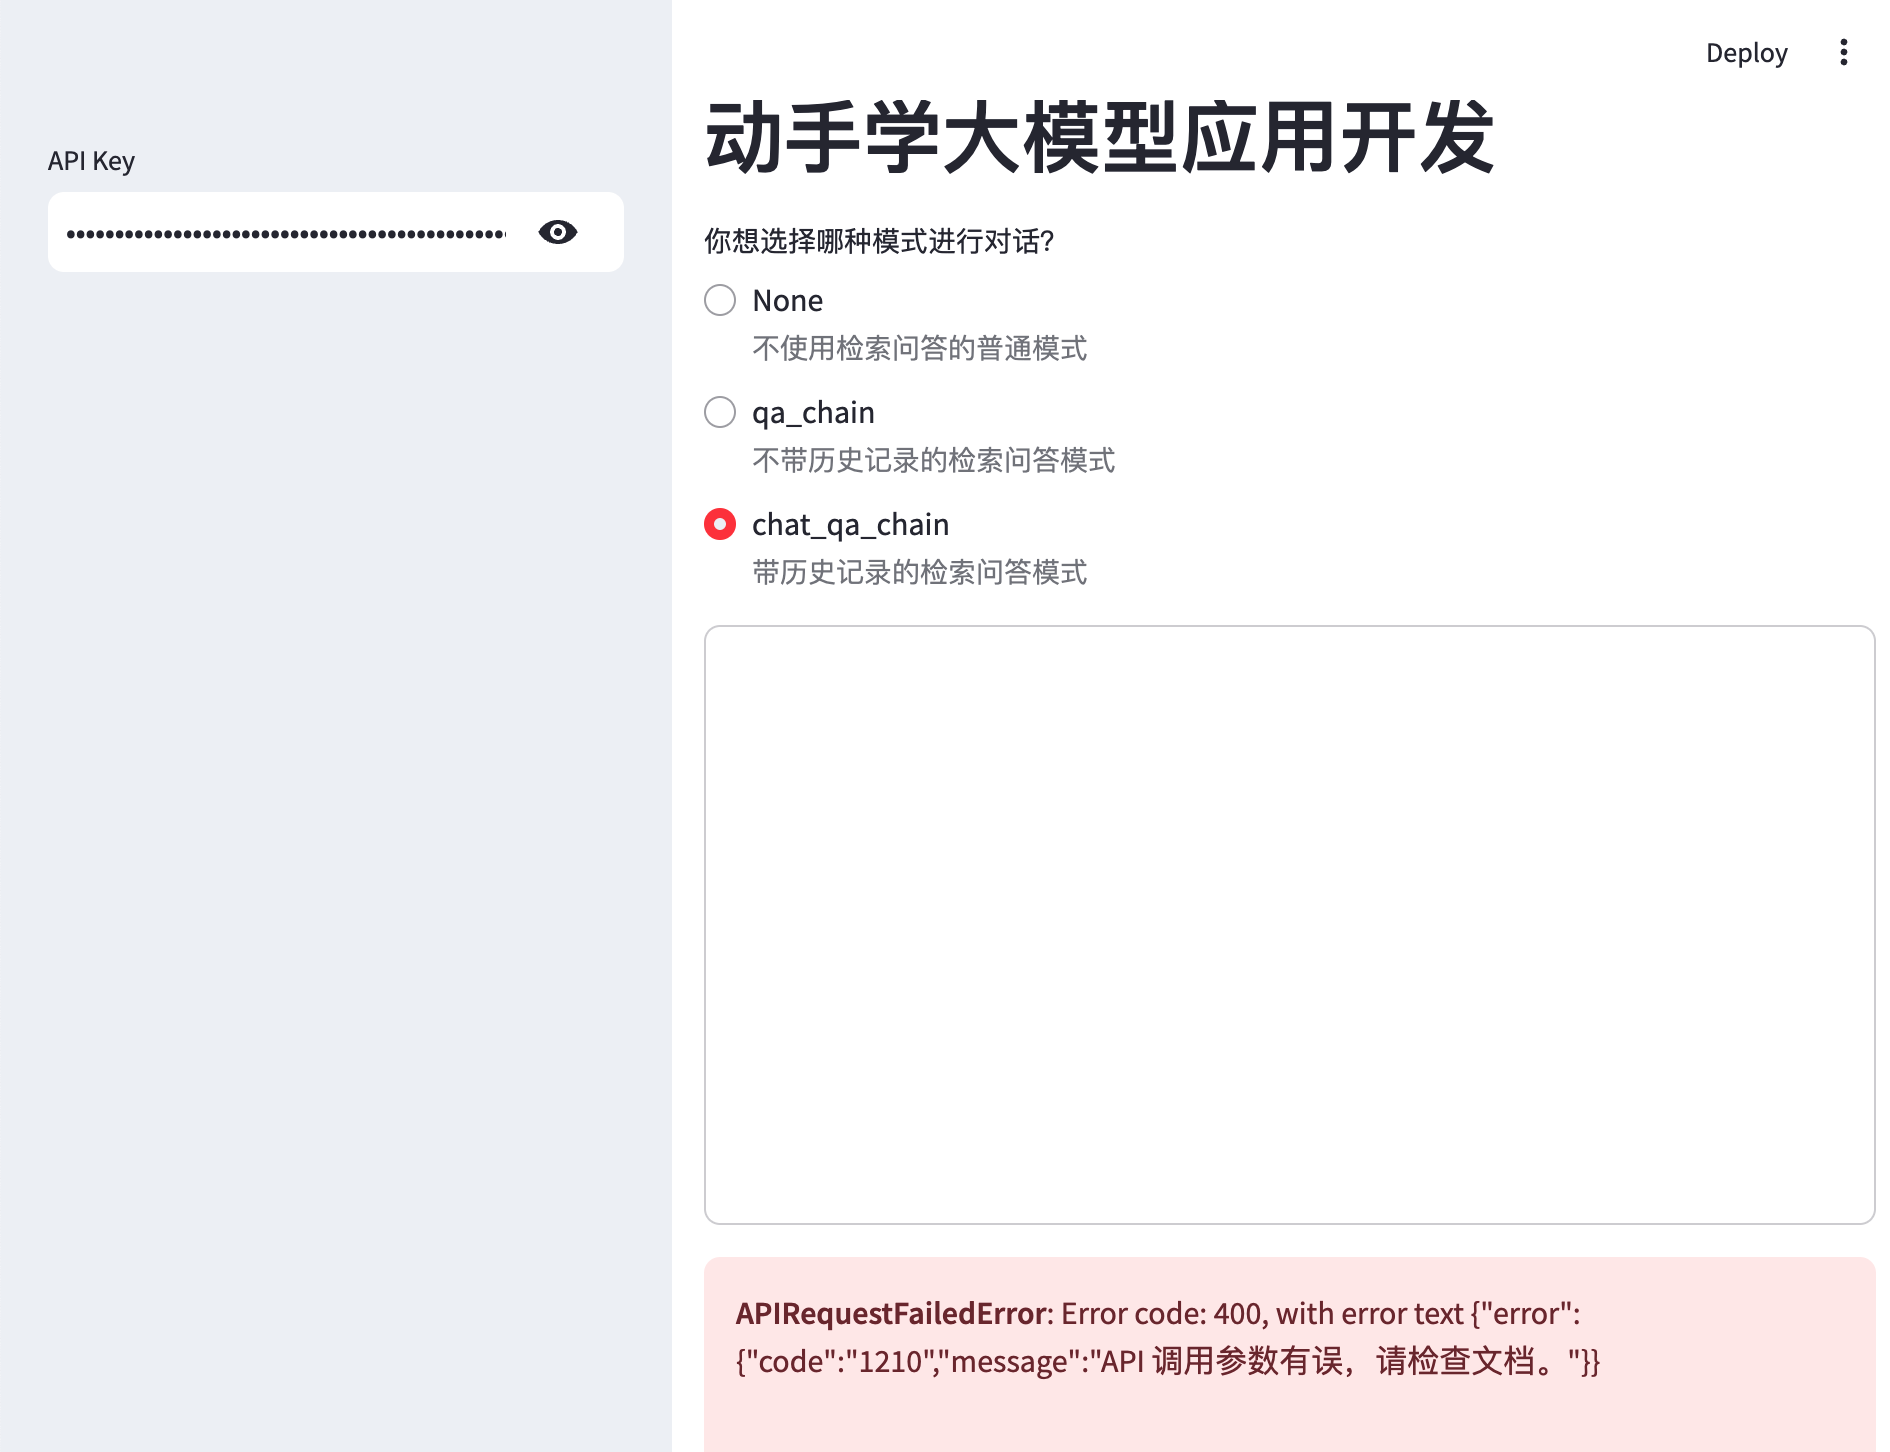 Deploy
API Key
动手学大模型应用开发
你想选择哪种模式进行对话？
None
不使用检索问答的普通模式
qa_chain
不带历史记录的检索问答模式
chat_qa_chain
带历史记录的检索问答模式
APIRequestFailedError: Error code: 400, with error text {"error":
{"code":"1210","message":"API 调用参数有误，请检查文档。"}}